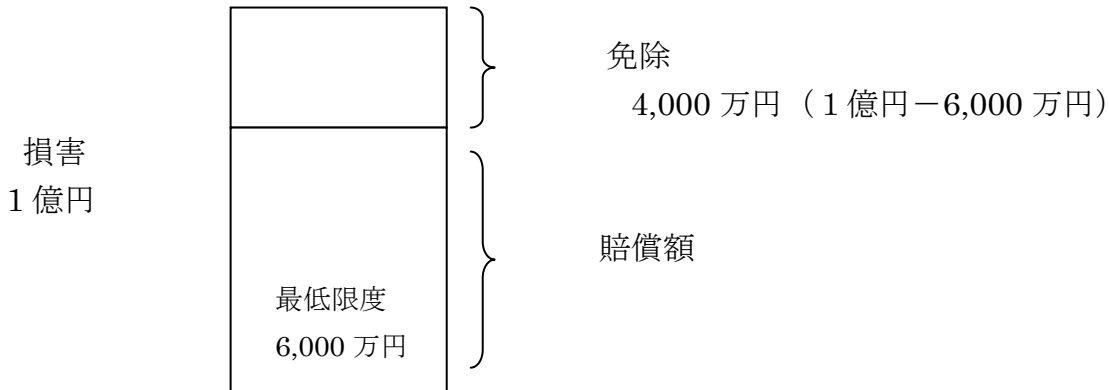 免除
4,000 万円（１億円－6,000 万円）
損害
１億円
賠償額
最低限度
6,000 万円